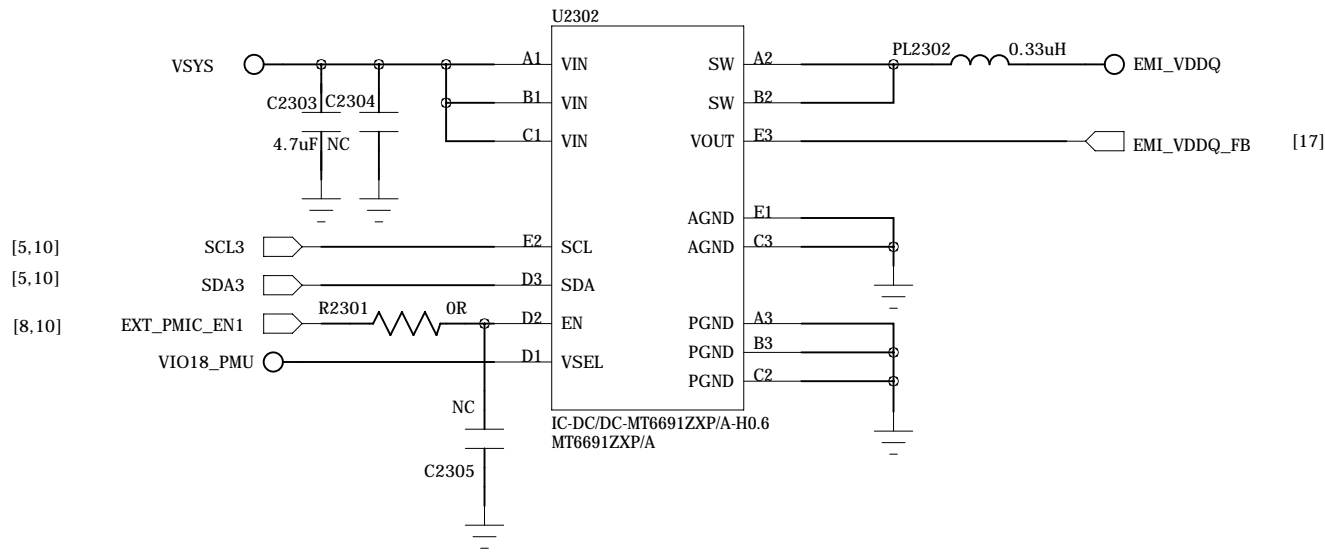 U2302
VSYS
A1 VIN
SW A2
PL2302 0.33uH
EMI_VDDQ
C2303 C2304
B1 VIN
SW B2
4.7uF NC
C1 VIN
VOUT E3
EMI_VDDQ_FB [17]
AGND E1
[5,10] SCL3 E2 SCL
AGND C3
[5,10] SDA3 D3 SDA
R2301 0R
[8,10] EXT_PMIC_EN1 D2 EN
PGND A3
VIO18_PMU D1 VSEL
PGND B3
PGND C2
NC
C2305
IC-DC/DC-MT6691ZXP/A-H0.6
MT6691ZXP/A